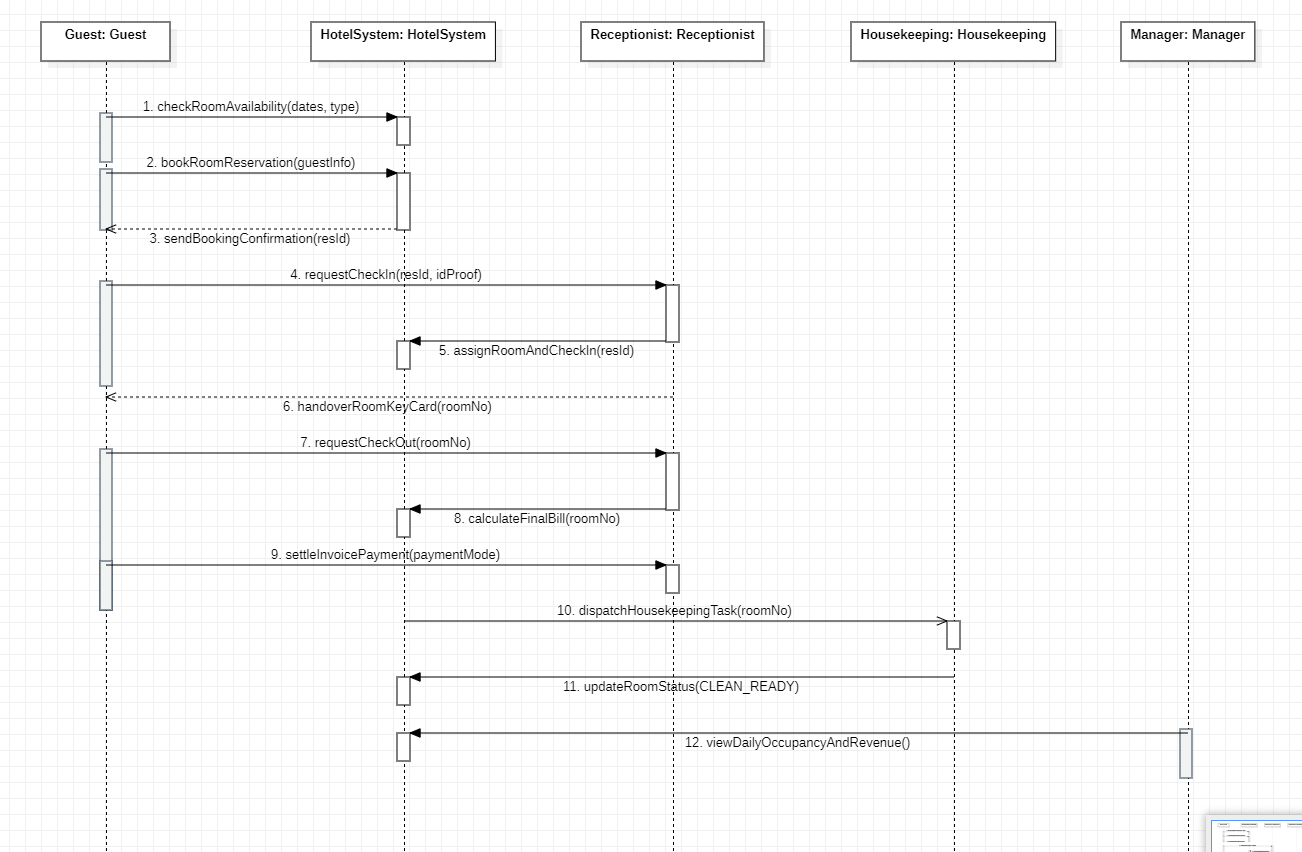 Guest: Guest
HotelSystem: HotelSystem
Receptionist: Receptionist
Housekeeping: Housekeeping
Manager: Manager
1. checkRoomAvailability(dates, type)
2. bookRoomReservation(guestInfo)
3. sendBookingConfirmation(resId)
4. requestCheckIn(resId, idProof)
5. assignRoomAndCheckIn(resId)
6. handoverRoomKeyCard(roomNo)
7. requestCheckOut(roomNo)
8. calculateFinalBill(roomNo)
9. settleInvoicePayment(paymentMode)
10. dispatchHousekeepingTask(roomNo)
11. updateRoomStatus(CLEAN_READY)
12. viewDailyOccupancyAndRevenue()